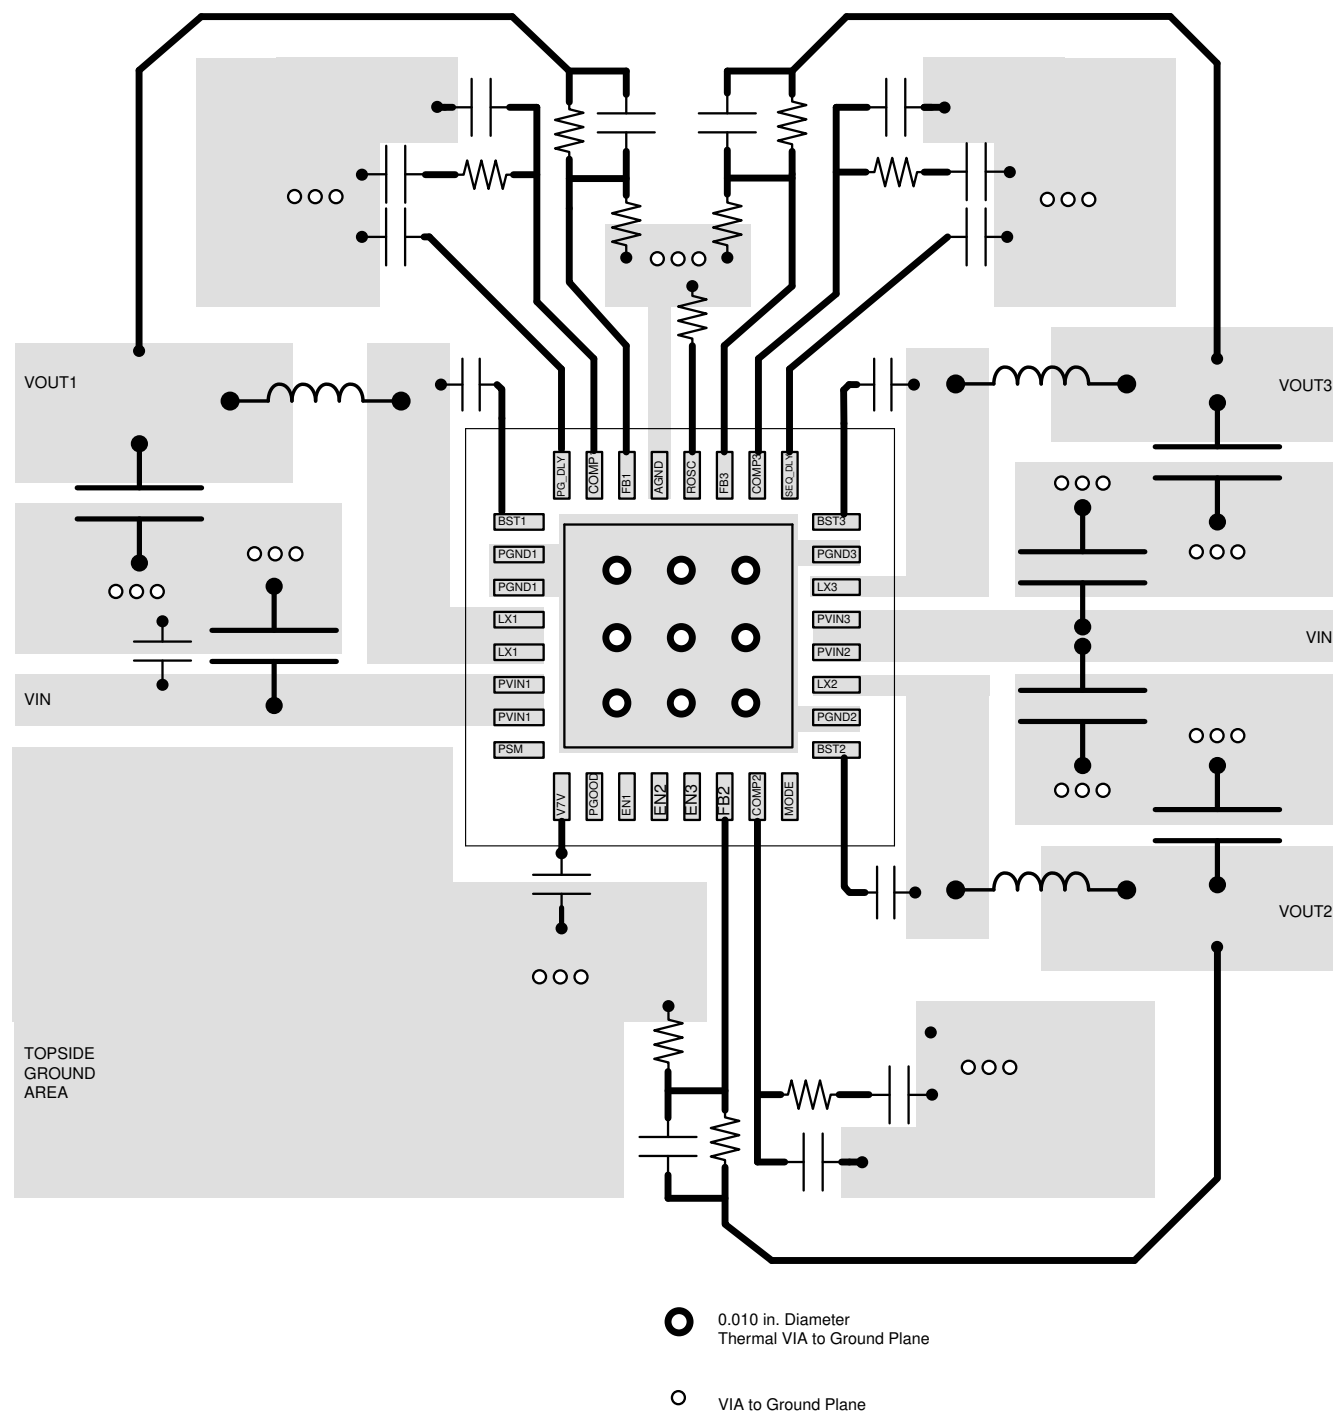 VOUT1
VOUT3
PG_DLY
COMP
FB1
AGND
ROSC
FB3
COMP3
SEQ_DLY
BST1
BST3
PGND1
PGND3
PGND1
LX3
LX1
PVIN3
VIN
LX1
PVIN2
PVIN1
LX2
VIN
PVIN1
PGND2
PSM
BST2
V7V
PGOOD
EN1
EN2
EN3
FB2
COMP2
MODE
VOUT2
TOPSIDE
GROUND
AREA
0.010 in. Diameter
Thermal VIA to Ground Plane
VIA to Ground Plane